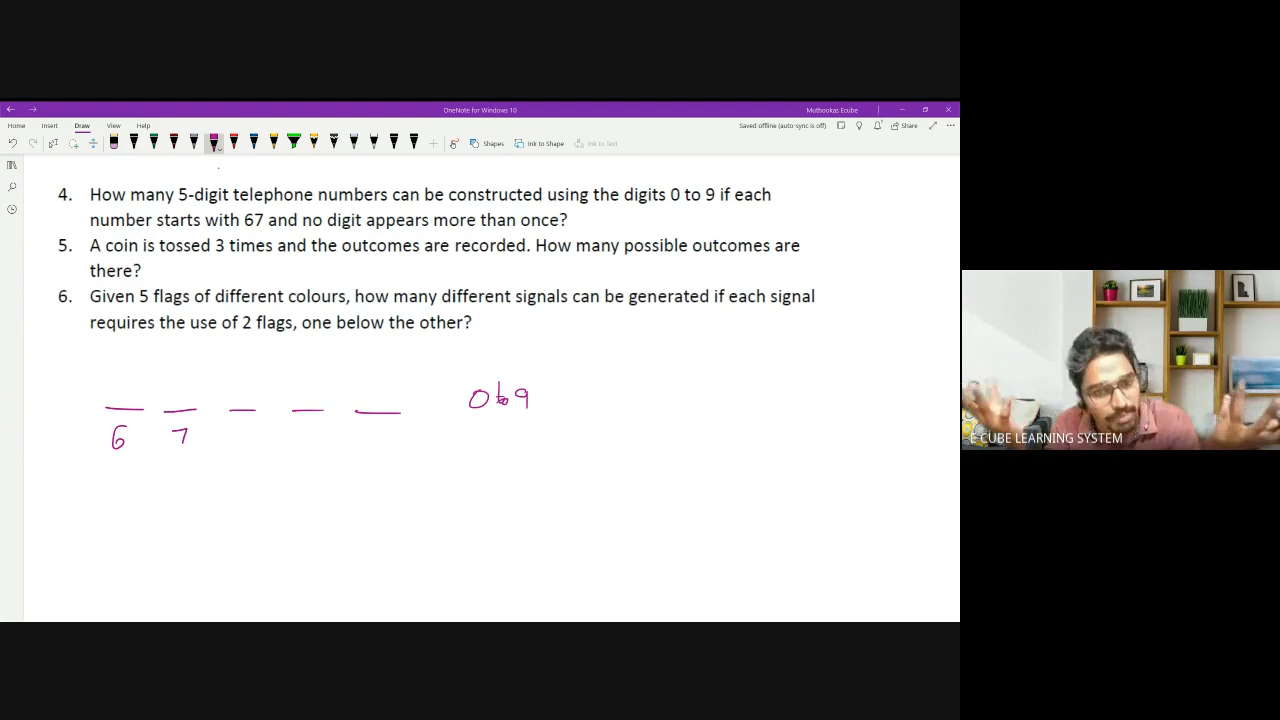 OneNote for Windows 10
Muthookas Ecube
Home Insert Draw View Help
Saved offline (auto-sync is off)
Share
Shapes
Ink to Shape
Ink to Text
4. How many 5-digit telephone numbers can be constructed using the digits 0 to 9 if each
number starts with 67 and no digit appears more than once?
5. A coin is tossed 3 times and the outcomes are recorded. How many possible outcomes are
there?
6. Given 5 flags of different colours, how many different signals can be generated if each signal
requires the use of 2 flags, one below the other?
0 to 9
6 7
E CUBE LEARNING SYSTEM